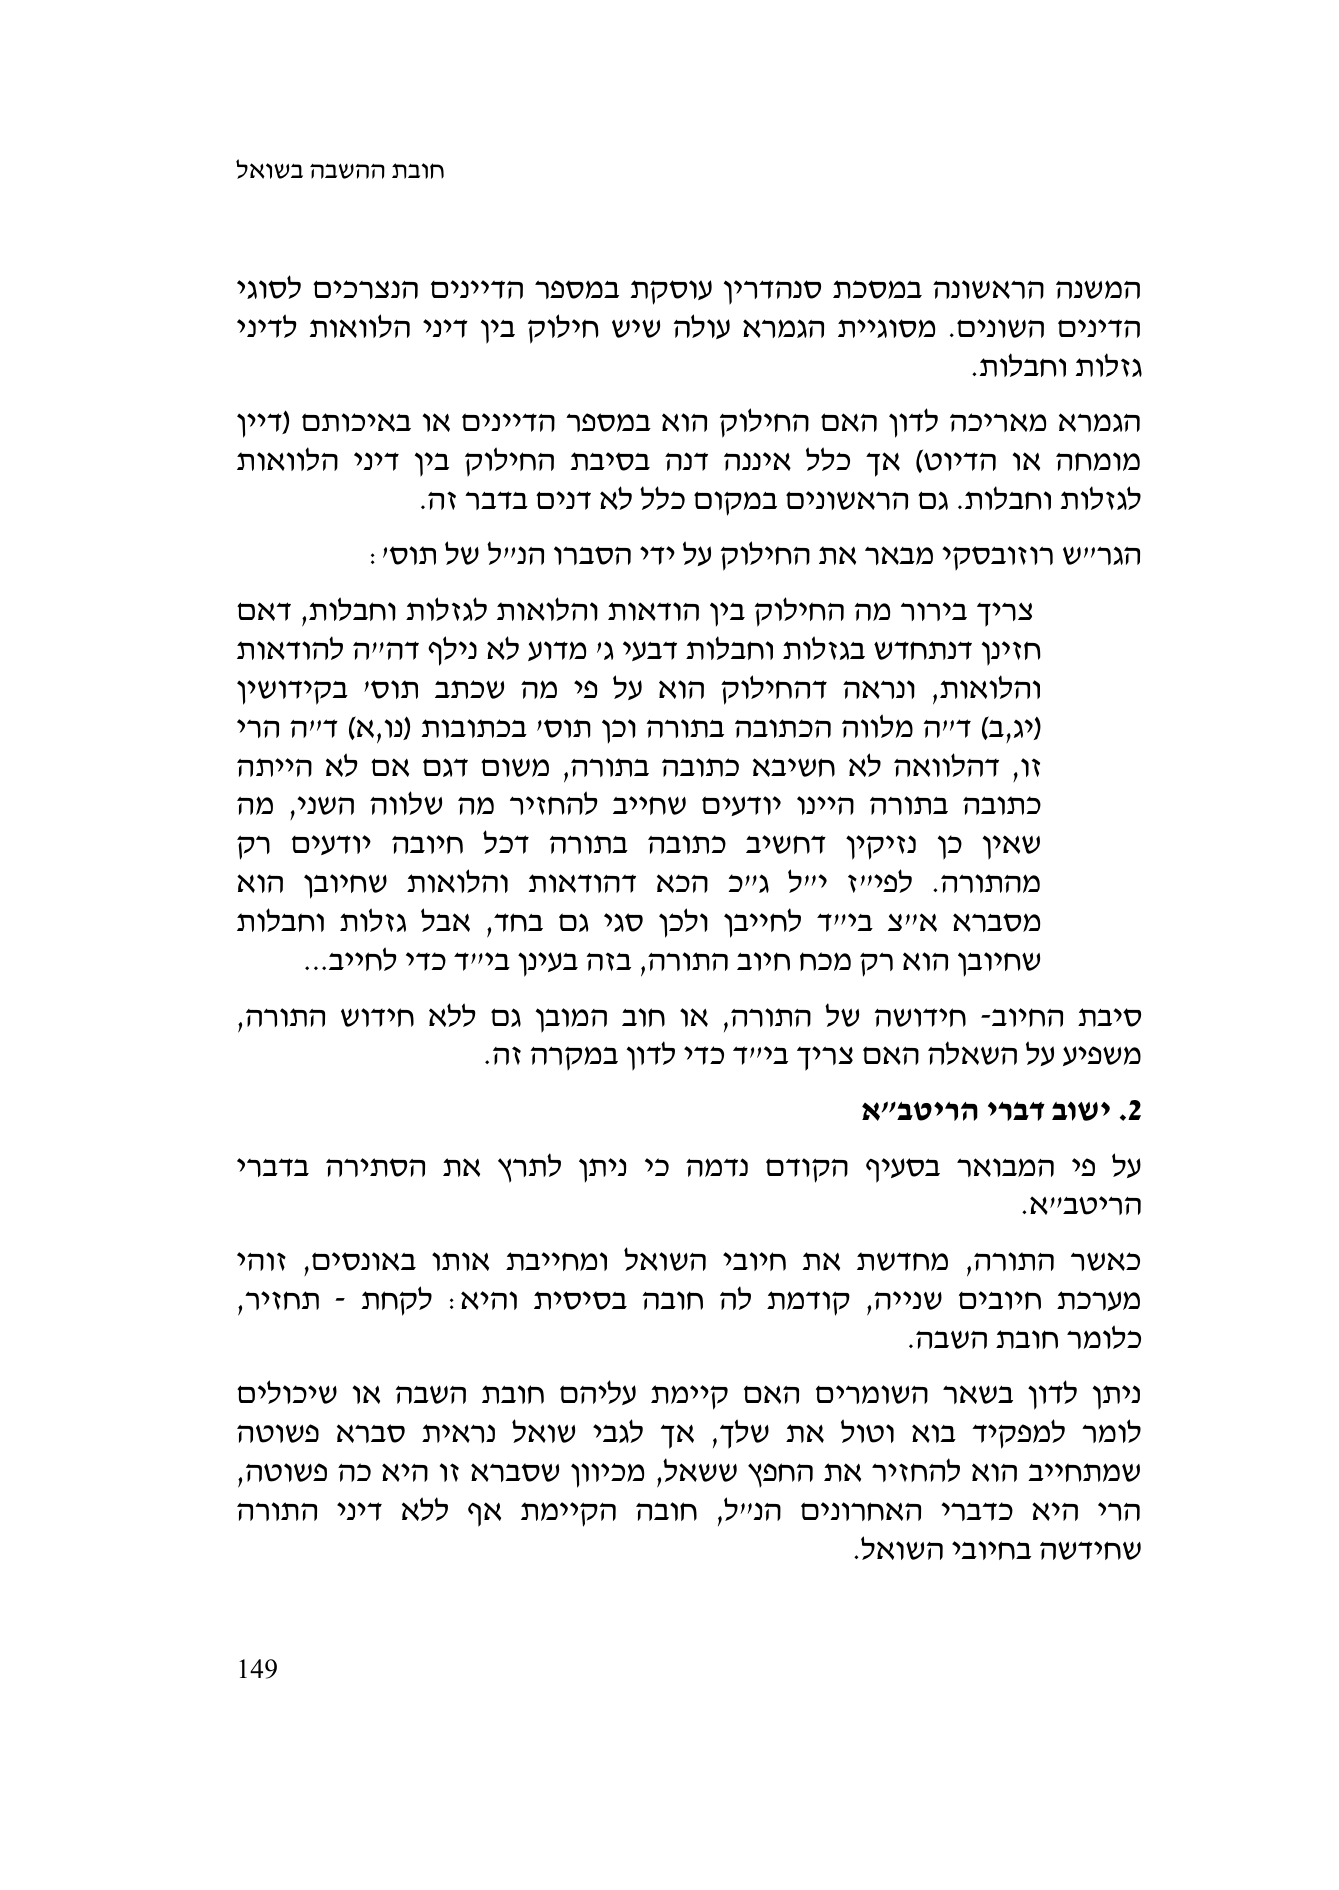 חובת ההשבה בשואל
המשנה הראשונה במסכת סנהדרין עוסקת במספר הדיינים הנצרכים לסוגי
הדינים השונים. מסוגיית הגמרא עולה שיש חילוק בין דיני הלוואות לדיני
גזלות וחבלות.
הגמרא מאריכה לדון האם החילוק הוא במספר הדיינים או באיכותם (דיין
מומחה או הדיוט) אך כלל איננה דנה בסיבת החילוק בין דיני הלוואות
לגזלות וחבלות. גם הראשונים במקום כלל לא דנים בדבר זה.
הגר״ש רוזובסקי מבאר את החילוק על ידי הסברו הנ״ל של תוס׳:
צריך בירור מה החילוק בין הודאות והלואות לגזלות וחבלות, דאם
חזינן דנתחדש בגזלות וחבלות דבעי ג׳ מדוע לא נילף דה״ה להודאות
והלואות, ונראה דהחילוק הוא על פי מה שכתב תוס׳ בקידושין
(יג,ב) ד״ה מלווה הכתובה בתורה וכן תוס׳ בכתובות (נו,א) ד״ה הרי
זו, דהלוואה לא חשיבא כתובה בתורה, משום דגם אם לא הייתה
כתובה בתורה היינו יודעים שחייב להחזיר מה שלווה השני, מה
שאין כן נזיקין דחשיב כתובה בתורה דכל חיובה יודעים רק
מהתורה. לפי״ז י״ל ג״כ הכא דהודאות והלואות שחיובן הוא
מסברא א״צ בי״ד לחייבן ולכן סגי גם בחד, אבל גזלות וחבלות
שחיובן הוא רק מכח חיוב התורה, בזה בעינן בי״ד כדי לחייב...
סיבת החיוב- חידושה של התורה, או חוב המובן גם ללא חידוש התורה,
משפיע על השאלה האם צריך בי״ד כדי לדון במקרה זה.
2. ישוב דברי הריטב״א
על פי המבואר בסעיף הקודם נדמה כי ניתן לתרץ את הסתירה בדברי
הריטב״א.
כאשר התורה, מחדשת את חיובי השואל ומחייבת אותו באונסים, זוהי
מערכת חיובים שנייה, קודמת לה חובה בסיסית והיא: לקחת - תחזיר,
כלומר חובת השבה.
ניתן לדון בשאר השומרים האם קיימת עליהם חובת השבה או שיכולים
לומר למפקיד בוא וטול את שלך, אך לגבי שואל נראית סברא פשוטה
שמתחייב הוא להחזיר את החפץ ששאל, מכיוון שסברא זו היא כה פשוטה,
הרי היא כדברי האחרונים הנ״ל, חובה הקיימת אף ללא דיני התורה
שחידשה בחיובי השואל.
149